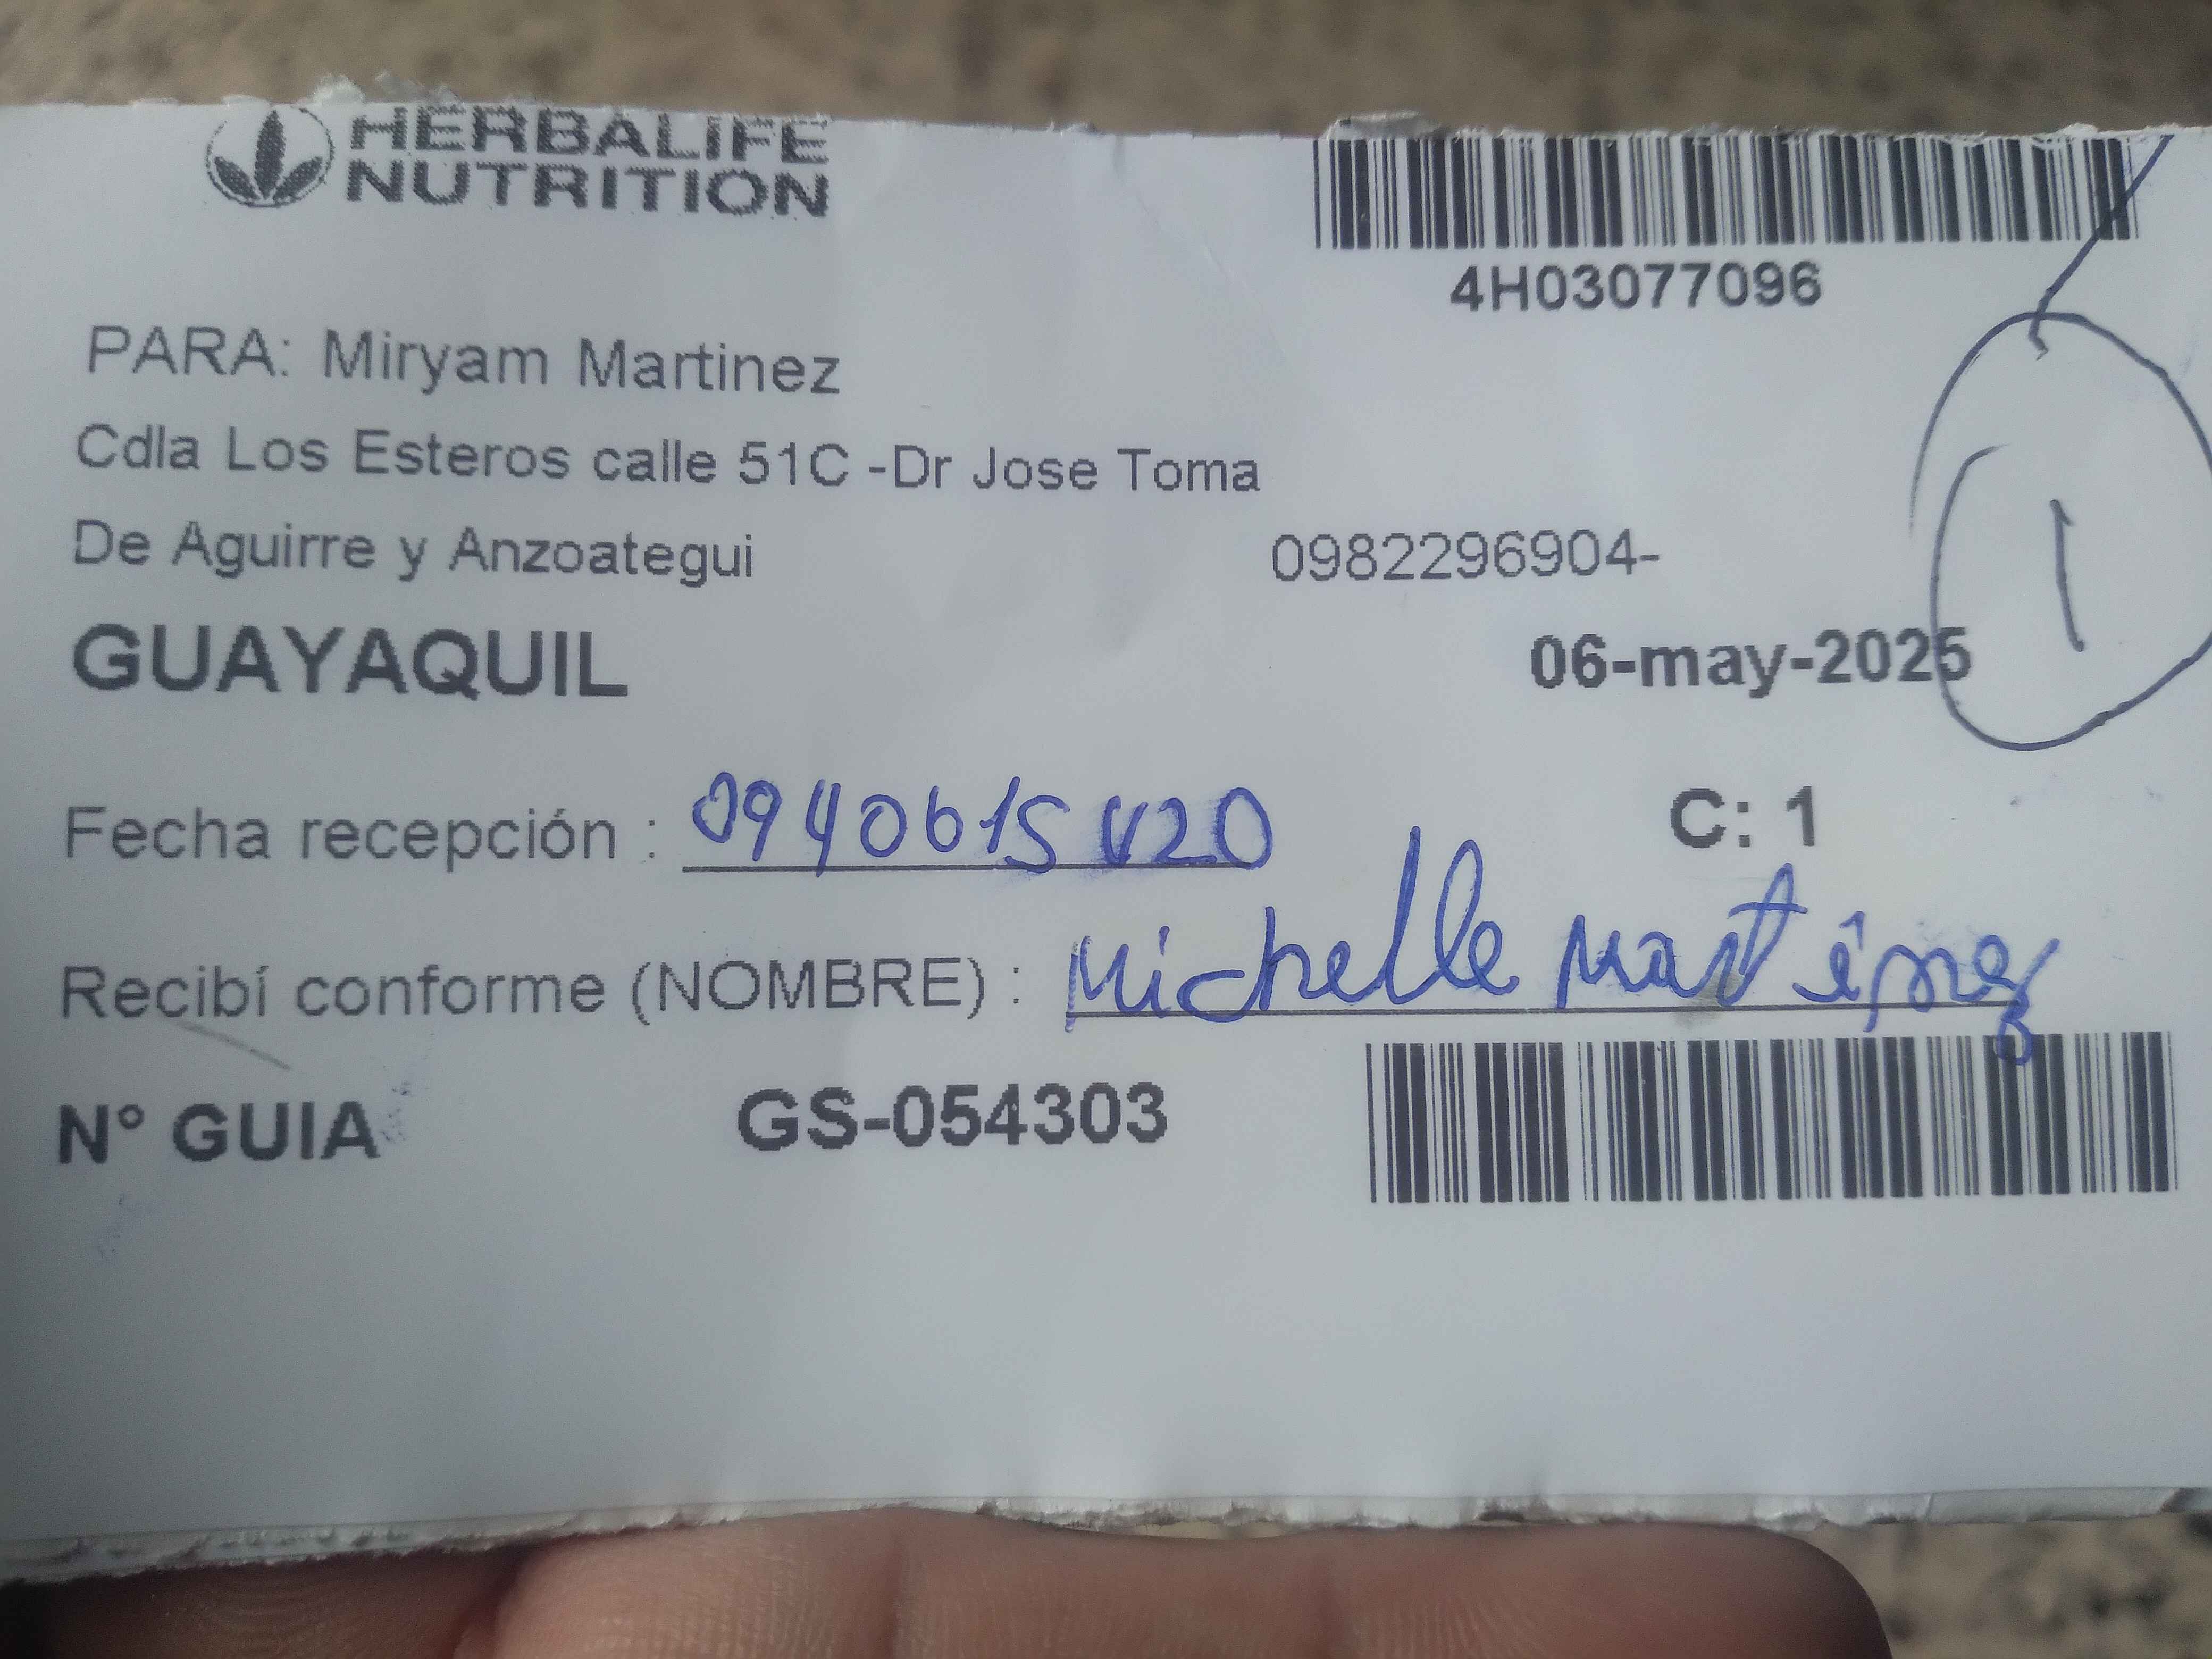 HERBALIFE
NUTRITION
4H03077096
PARA: Miryam Martinez
Cdla Los Esteros calle 51C -Dr Jose Toma
De Aguirre y Anzoategui
0982296904-
GUAYAQUIL
06-may-2025
1
Fecha recepción :
C: 1
Recibí conforme (NOMBRE) : Michelle Martínez
N° GUIA GS-054303